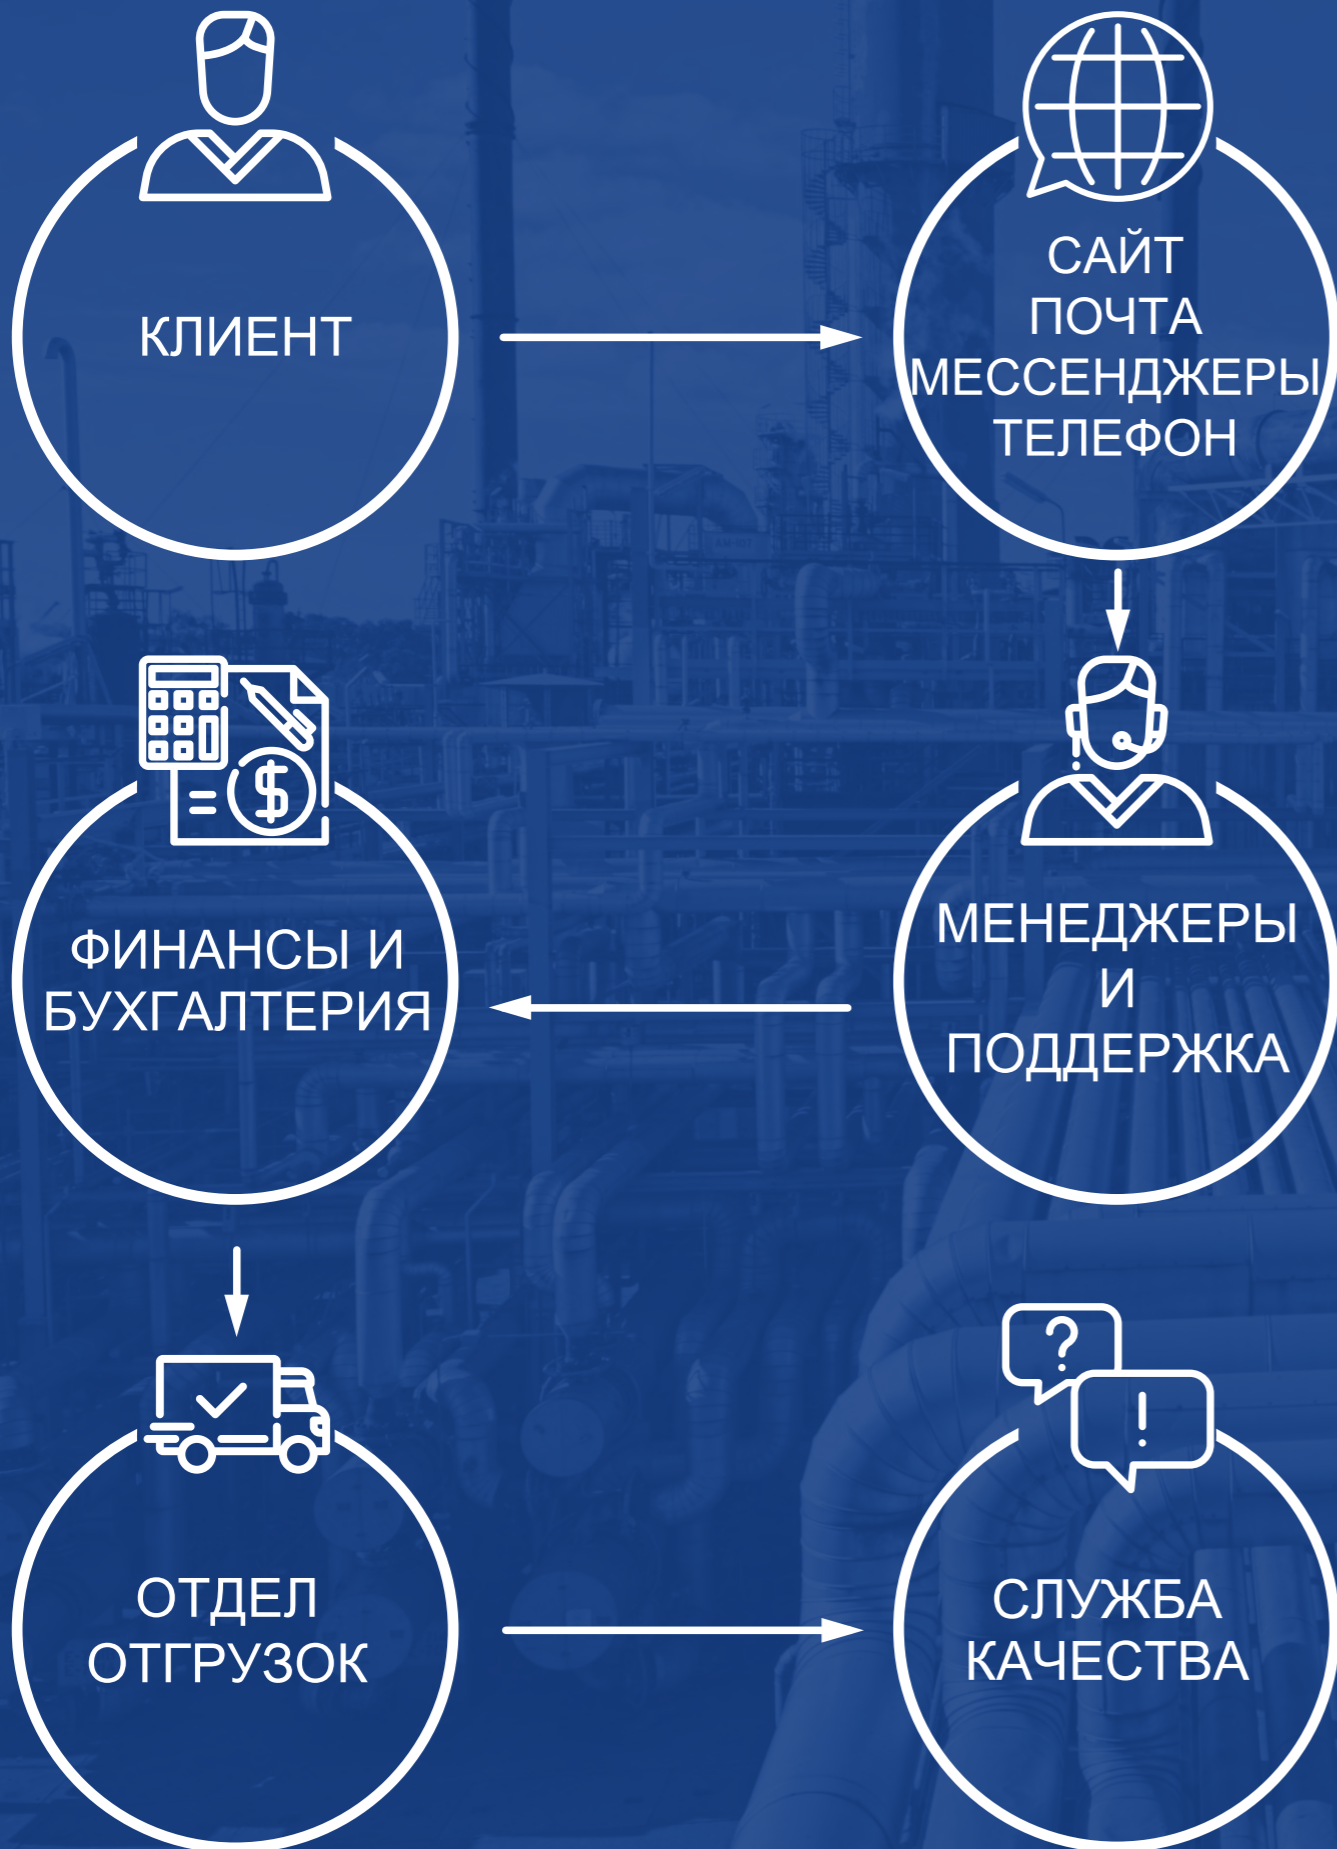 КЛИЕНТ
САЙТ
ПОЧТА
МЕССЕНДЖЕРЫ
ТЕЛЕФОН
ФИНАНСЫ И
БУХГАЛТЕРИЯ
МЕНЕДЖЕРЫ
И
ПОДДЕРЖКА
ОТДЕЛ
ОТГРУЗОК
СЛУЖБА
КАЧЕСТВА